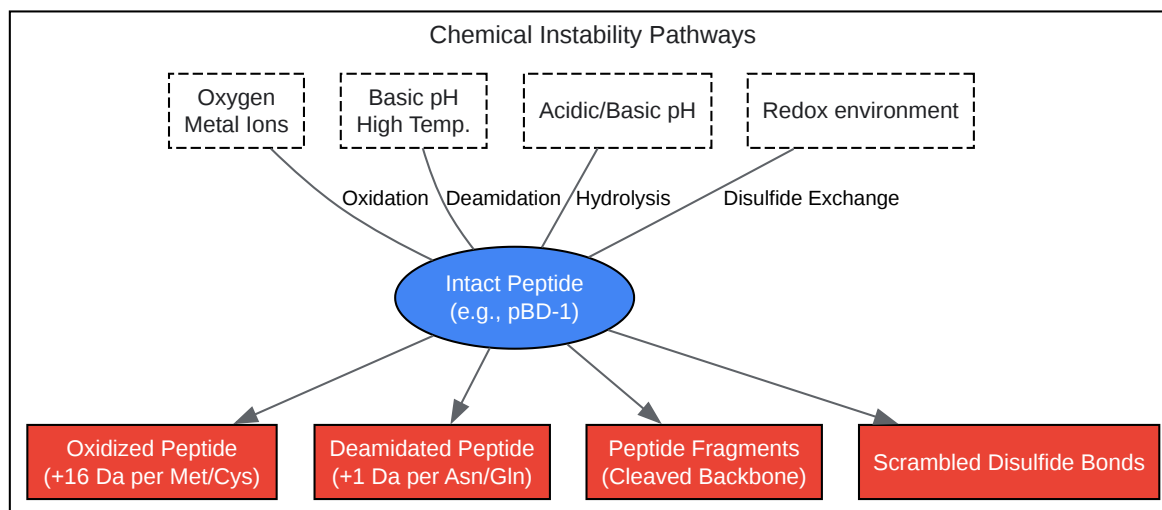 Chemical Instability Pathways
Oxygen
Metal Ions
Basic pH
High Temp.
Acidic/Basic pH
Redox environment
Oxidation
Deamidation
Hydrolysis
Disulfide Exchange
Intact Peptide
(e.g., pBD-1)
Oxidized Peptide
(+16 Da per Met/Cys)
Deamidated Peptide
(+1 Da per Asn/Gln)
Peptide Fragments
(Cleaved Backbone)
Scrambled Disulfide Bonds